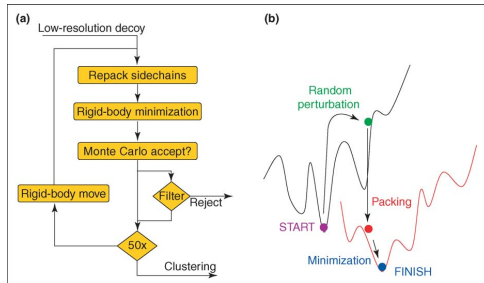 (a)
Low-resolution decoy
Repack sidechains
Rigid-body minimization
Monte Carlo accept?
Rigid-body move
Filter
Reject
50x
Clustering
(b)
Random
perturbation
START
Packing
Minimization
FINISH